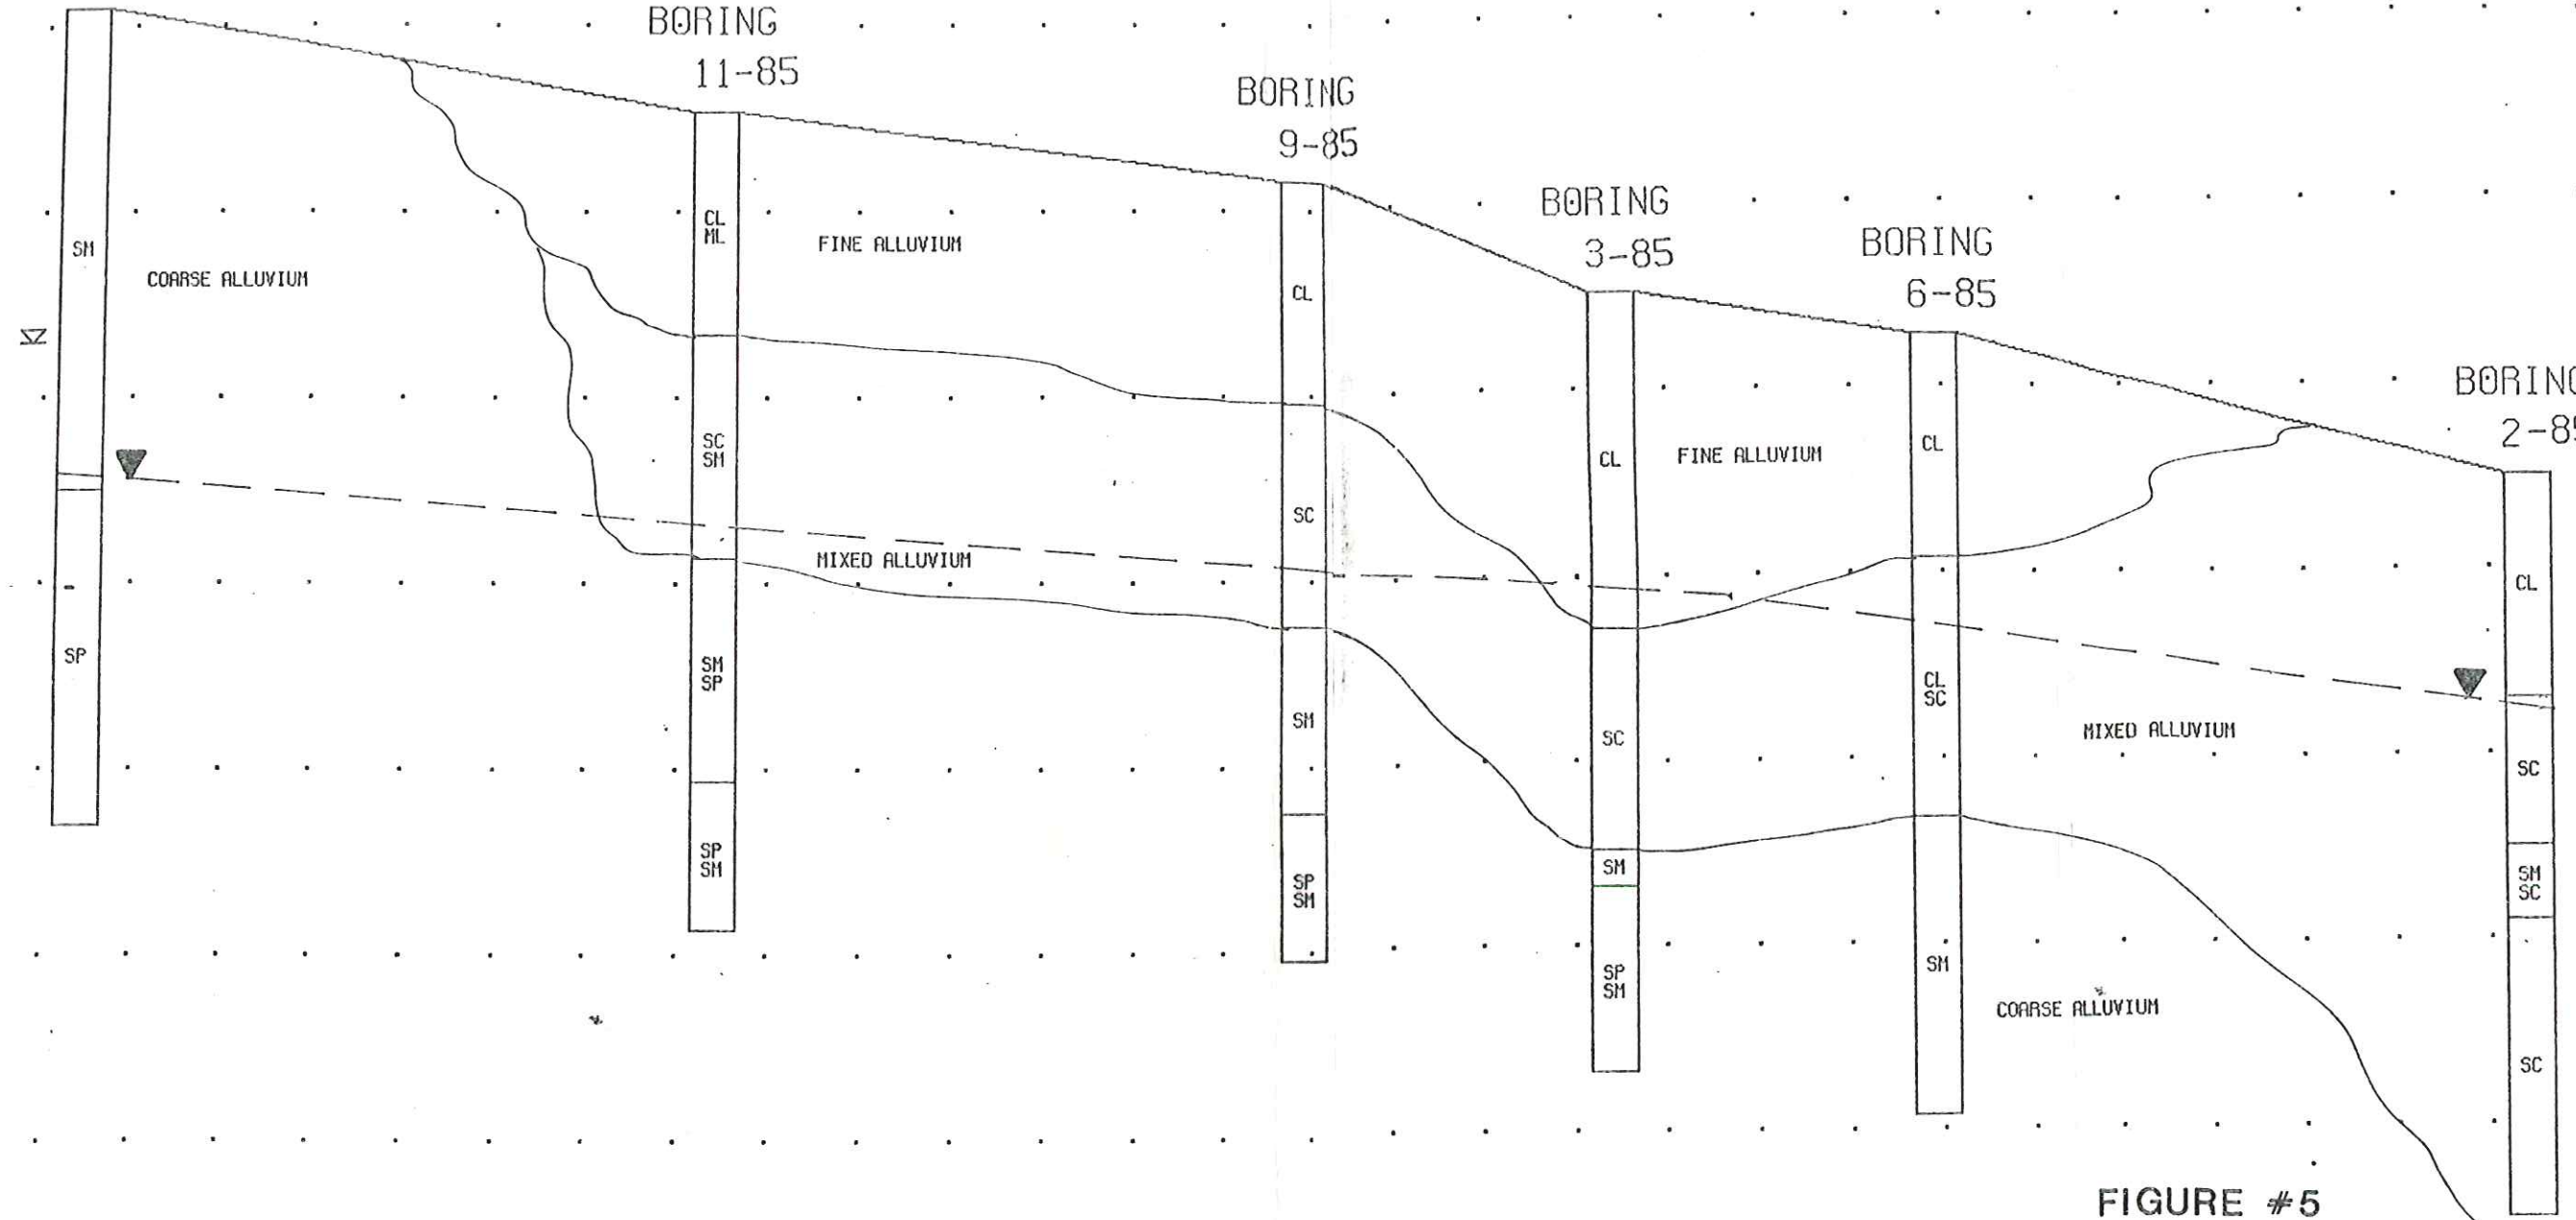 BORING
11-85
BORING
9-85
BORING
3-85
BORING
6-85
BORING
2-85
SM
SP
COARSE ALLUVIUM
CL
ML
SC
SM
SM
SP
SP
SM
FINE ALLUVIUM
MIXED ALLUVIUM
CL
SC
SM
SP
SM
CL
SC
SM
SP
SM
FINE ALLUVIUM
CL
CL
SC
SM
MIXED ALLUVIUM
COARSE ALLUVIUM
CL
SC
SM
SC
SC
FIGURE #5